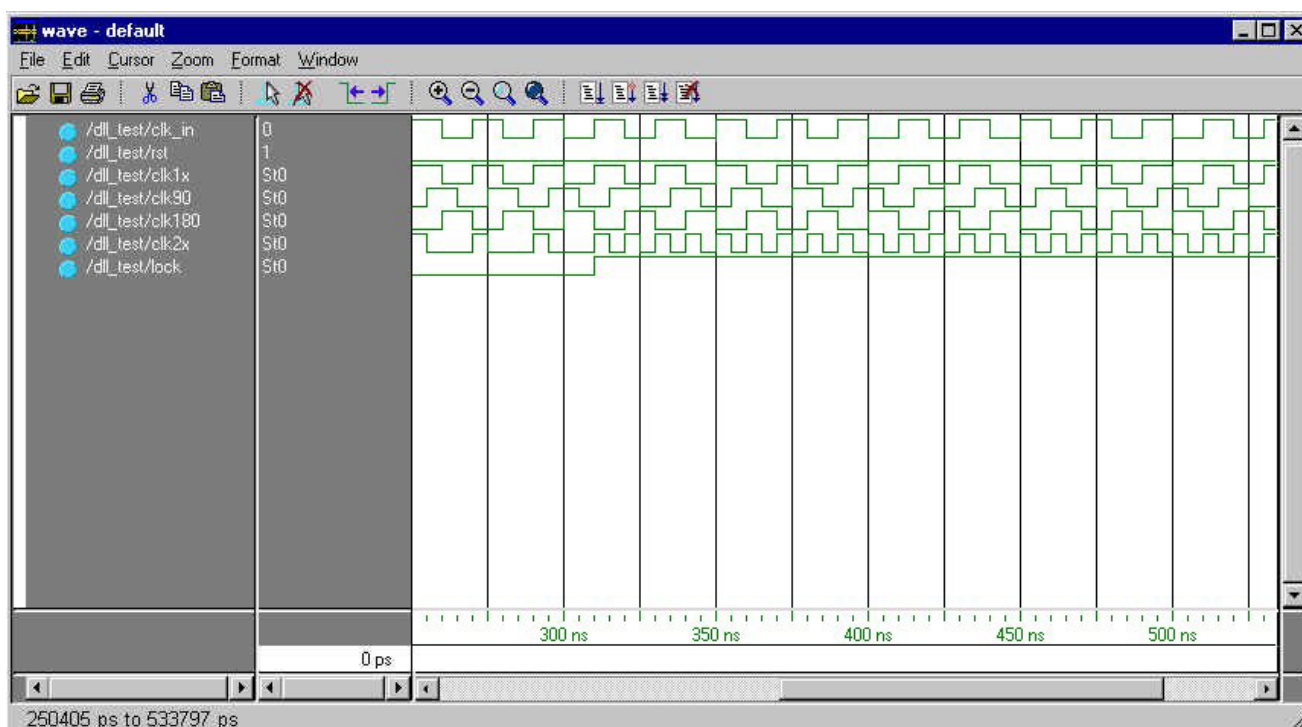 wave - default
File Edit Cursor Zoom Format Window
/dll_test/clk_in 0
/dll_test/rst 1
/dll_test/clk1x St0
/dll_test/clk90 St0
/dll_test/clk180 St0
/dll_test/clk2x St0
/dll_test/lock St0
300 ns 350 ns 400 ns 450 ns 500 ns
0 ps
250405 ps to 533797 ps